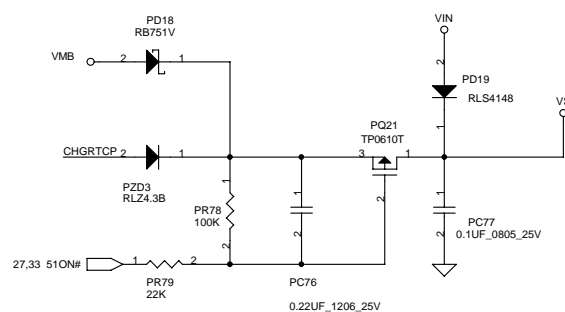 PD18
RB751V
VIN
VMB
2
1
2
PD19
RLS4148
1
VS
PQ21
TP0610T
CHGRTCP
2
1
3
1
PZD3
RLZ4.3B
1
PR78
100K
2
1
2
2
1
2
PC77
0.1UF_0805_25V
27,33 51ON#
1
2
PR79
22K
PC76
0.22UF_1206_25V